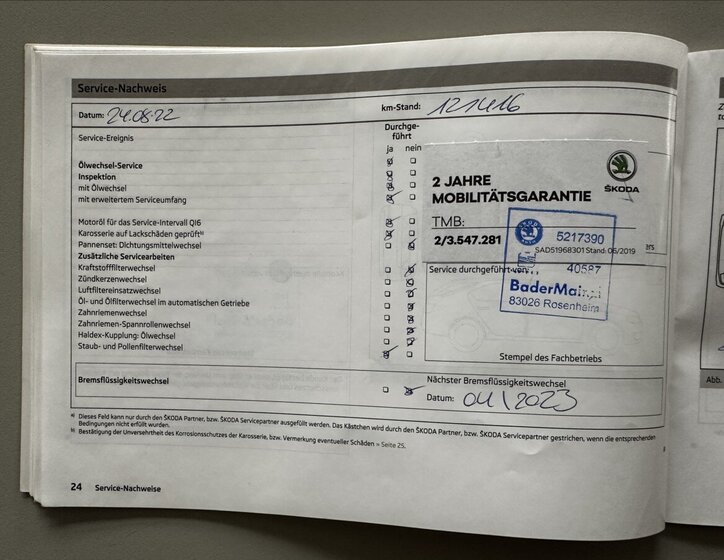 Service-Nachweis
Datum: 24.08.22
km-Stand: 121416
Service-Ereignis
Durchge-
führt
ja nein
Ölwechsel-Service
Inspektion
mit Ölwechsel
mit erweitertem Serviceumfang
Motoröl für das Service-Intervall QI6
Karosserie auf Lackschäden geprüft
Pannenset: Dichtungsmittelwechsel
Zusätzliche Servicearbeiten
Kraftstofffilterwechsel
Zündkerzenwechsel
Luftfiltereinsatzwechsel
Öl- und Ölfilterwechsel im automatischen Getriebe
Zahnriemenwechsel
Zahnriemen-Spannrollenwechsel
Haldex-Kupplung: Ölwechsel
Staub- und Pollenfilterwechsel
ŠKODA
2 JAHRE
MOBILITÄTSGARANTIE
TMB:
2/3.547.281
SAD51968301 Stand: 06/2019
5217390
40587
BaderMainzl
83026 Rosenheim
Service durchgeführt von:
Stempel des Fachbetriebs
Bremsflüssigkeitswechsel
Nächster Bremsflüssigkeitswechsel
Datum: 04/2023
a) Dieses Feld kann nur durch den ŠKODA Partner, bzw. ŠKODA Servicepartner ausgefüllt werden. Das Kästchen wird durch den ŠKODA Partner, bzw. ŠKODA Servicepartner gestrichen, wenn die entsprechenden
Bedingungen nicht erfüllt wurden.
b) Bestätigung der Unversehrtheit des Korrosionsschutzes der Karosserie, bzw. Vermerkung eventueller Schäden » Seite 25.
24 Service-Nachweise
Abb.